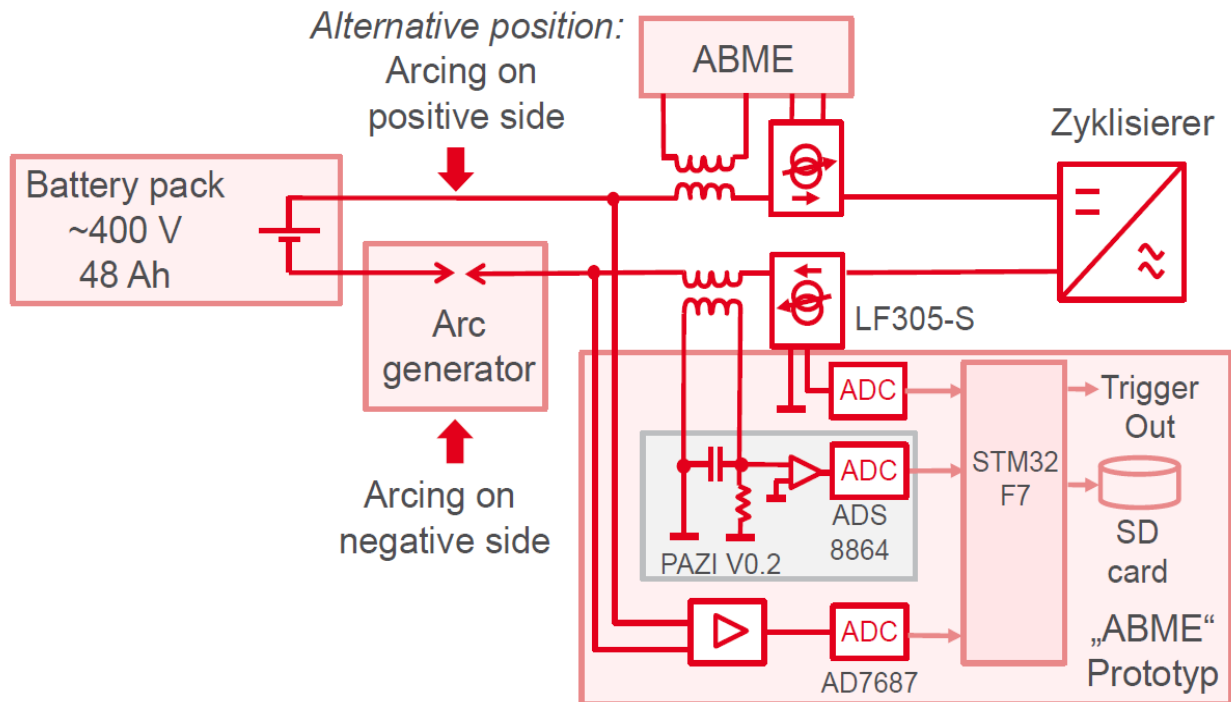 Alternative position:
Arcing on
positive side
ABME
Zyklisierer
Battery pack
~400 V
48 Ah
Arc
generator
LF305-S
Arcing on
negative side
ADC
Trigger
Out
STM32
F7
ADC
ADS
8864
PAZI V0.2
SD
card
ADC
AD7687
„ABME“
Prototyp